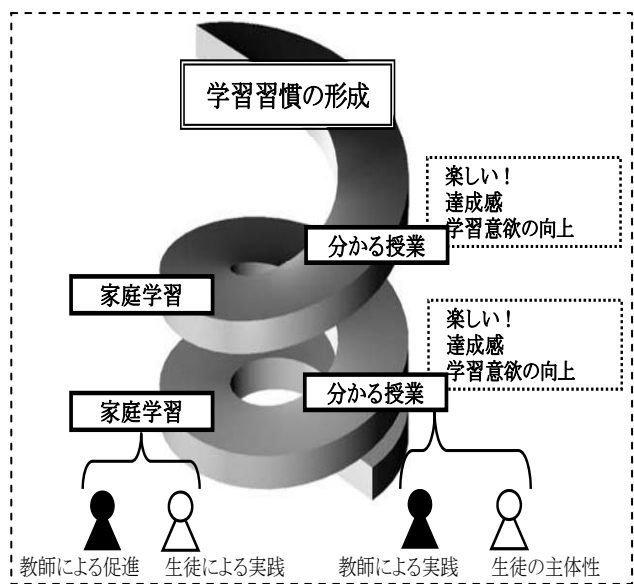 学習習慣の形成
楽しい！
達成感
学習意欲の向上
分かる授業
家庭学習
楽しい！
達成感
学習意欲の向上
分かる授業
家庭学習
教師による促進
生徒による実践
教師による実践
生徒の主体性